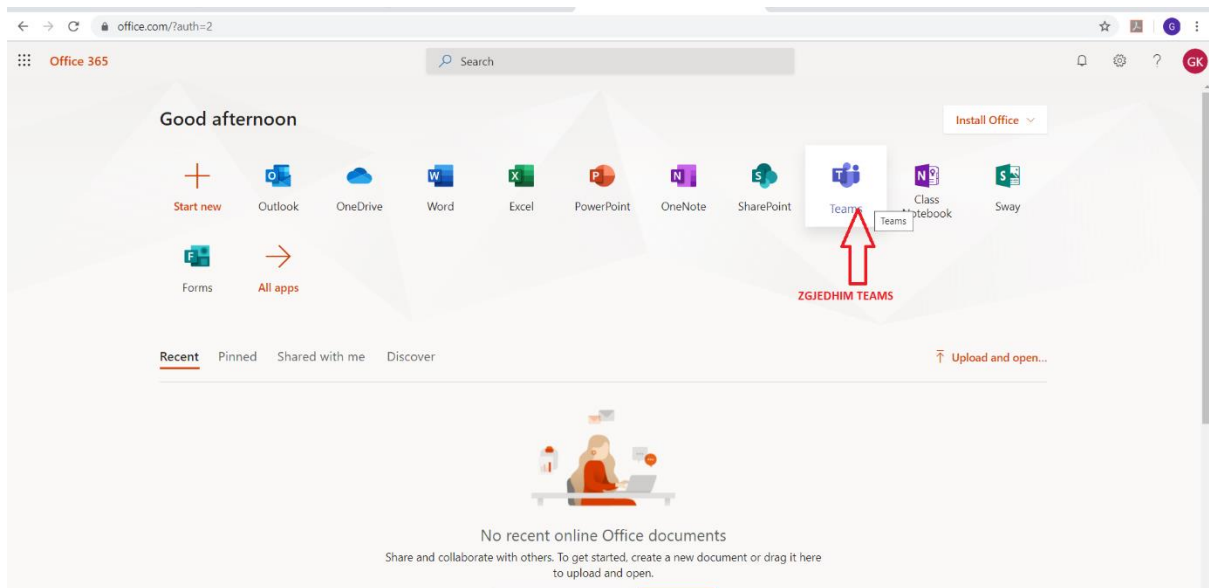 office.com/?auth=2
G
Office 365
Search
?
GK
Good afternoon
Install Office
Start new
Outlook
OneDrive
Word
Excel
PowerPoint
OneNote
SharePoint
Teams
Class
Notebook
Sway
Teams
Forms
All apps
ZGJEDHIM TEAMS
Recent Pinned Shared with me Discover
Upload and open...
No recent online Office documents
Share and collaborate with others. To get started, create a new document or drag it here
to upload and open.